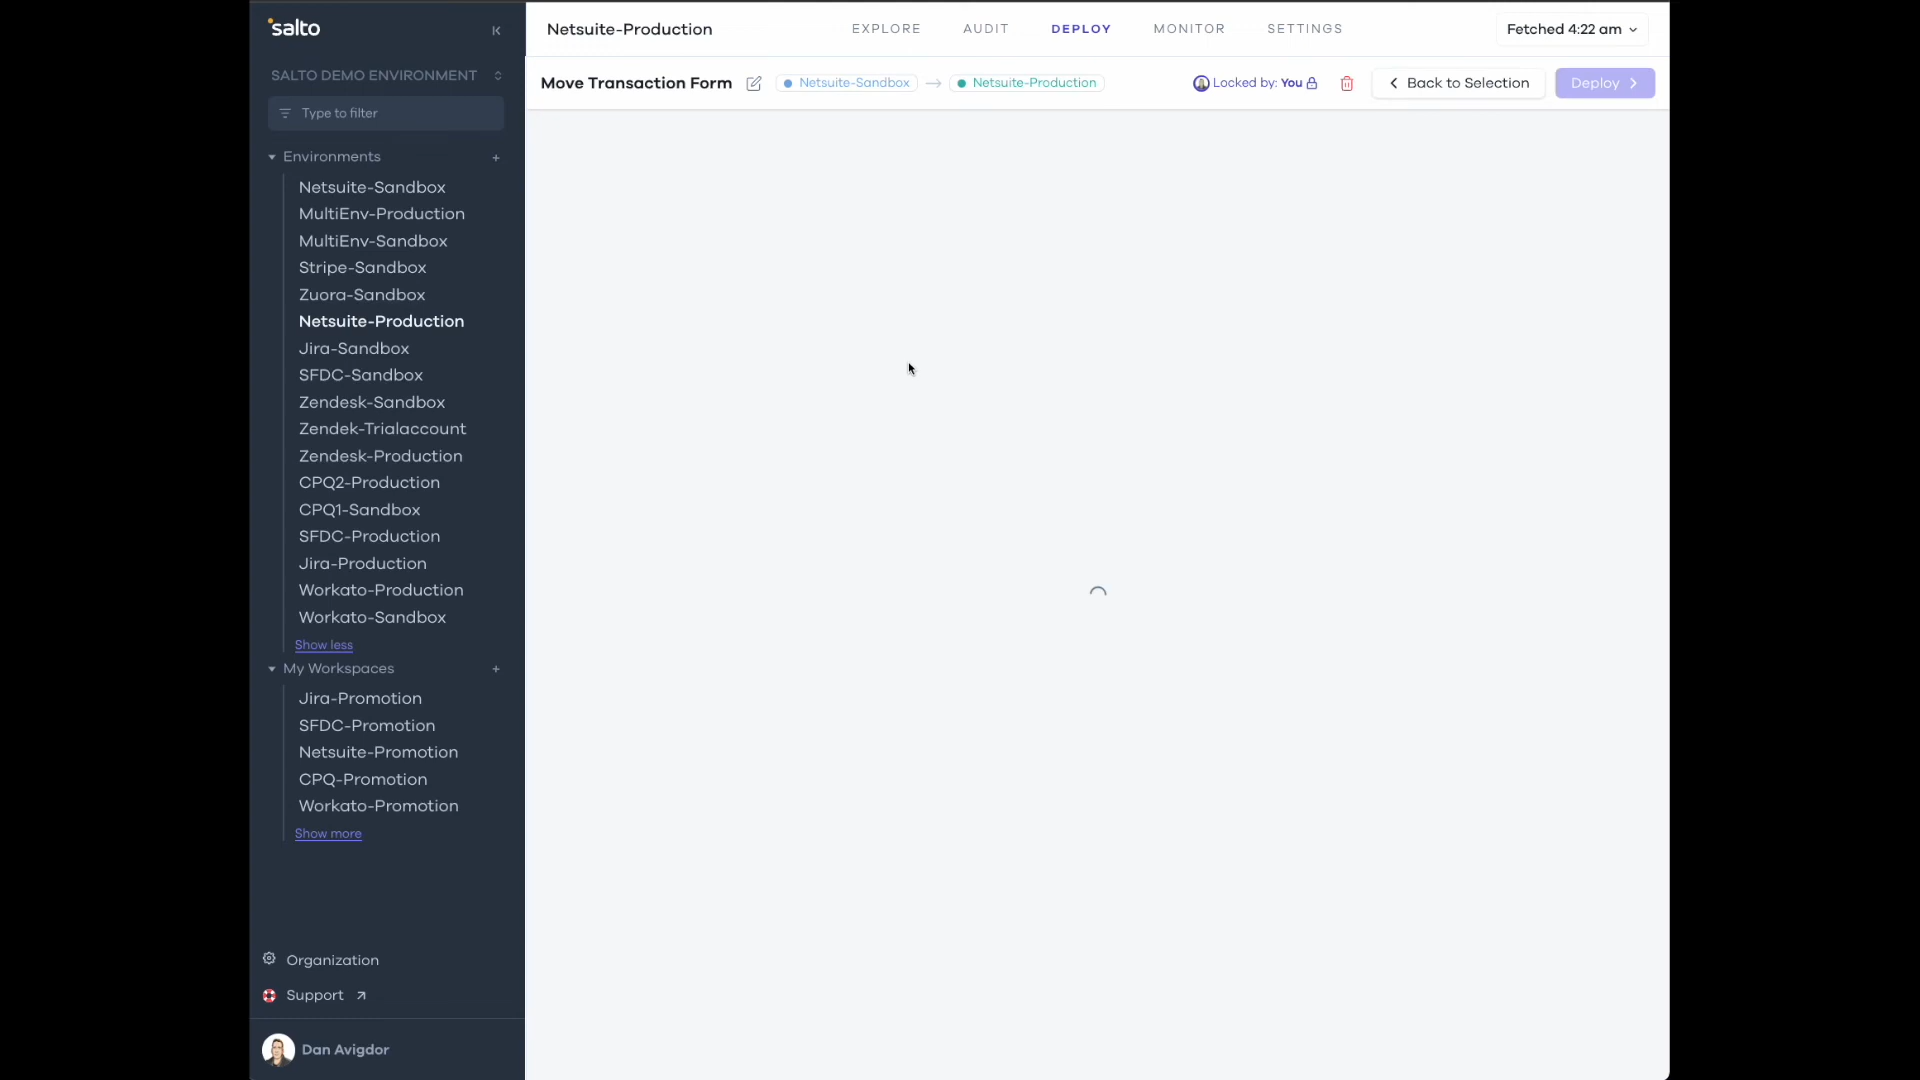 salto
SALTO DEMO ENVIRONMENT
Type to filter
Environments
Netsuite-Sandbox
MultiEnv-Production
MultiEnv-Sandbox
Stripe-Sandbox
Zuora-Sandbox
Netsuite-Production
Jira-Sandbox
SFDC-Sandbox
Zendesk-Sandbox
Zendek-Trialaccount
Zendesk-Production
CPQ2-Production
CPQ1-Sandbox
SFDC-Production
Jira-Production
Workato-Production
Workato-Sandbox
Show less
My Workspaces
Jira-Promotion
SFDC-Promotion
Netsuite-Promotion
CPQ-Promotion
Workato-Promotion
Show more
Organization
Support
Dan Avigdor
Netsuite-Production EXPLORE AUDIT DEPLOY MONITOR SETTINGS Fetched 4:22 am
Move Transaction Form Netsuite-Sandbox → Netsuite-Production Locked by: You Back to Selection Deploy